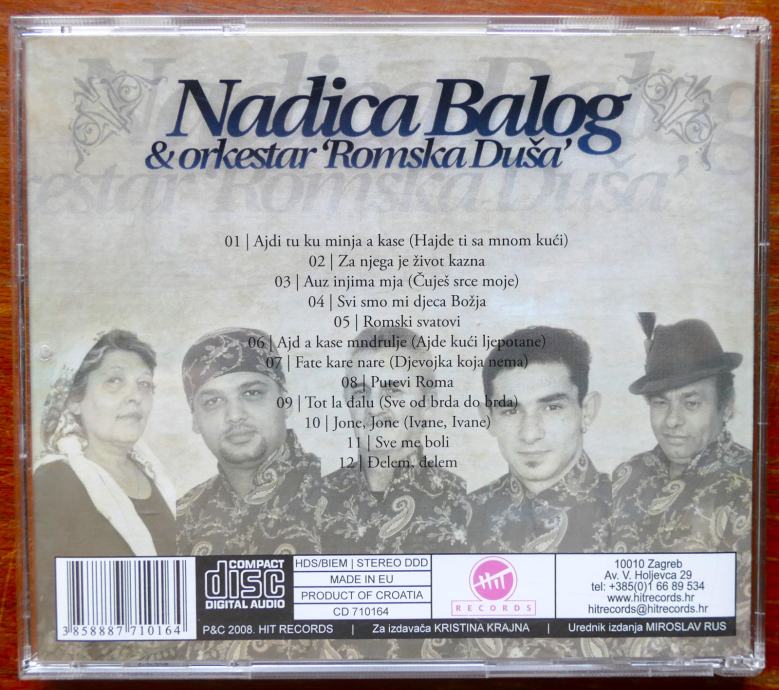 Nadica Balog
& orkestar 'Romska Duša'
01 | Ajdi tu ku minja a kase (Hajde ti sa mnom kući)
02 | Za njega je život kazna
03 | Auz injima mja (Čuješ srce moje)
04 | Svi smo mi djeca Božja
05 | Romski svatovi
06 | Ajd a kase mndrulje (Ajde kući ljepotane)
07 | Fate kare nare (Djevojka koja nema)
08 | Putevi Roma
09 | Tot la dalu (Sve od brda do brda)
10 | Jone, Jone (Ivane, Ivane)
11 | Sve me boli
12 | Đelem, đelem
3 858887 710164
COMPACT
disc
DIGITAL AUDIO
HDS/BIEM | STEREO DDD
MADE IN EU
PRODUCT OF CROATIA
CD 710164
HIT
RECORDS
10010 Zagreb
Av. V. Holjevca 29
tel: +385(0)1 66 89 534
www.hitrecords.hr
hitrecords@hitrecords.hr
P&C 2008. HIT RECORDS | Za izdavača KRISTINA KRAJNA | Urednik izdanja MIROSLAV RUS